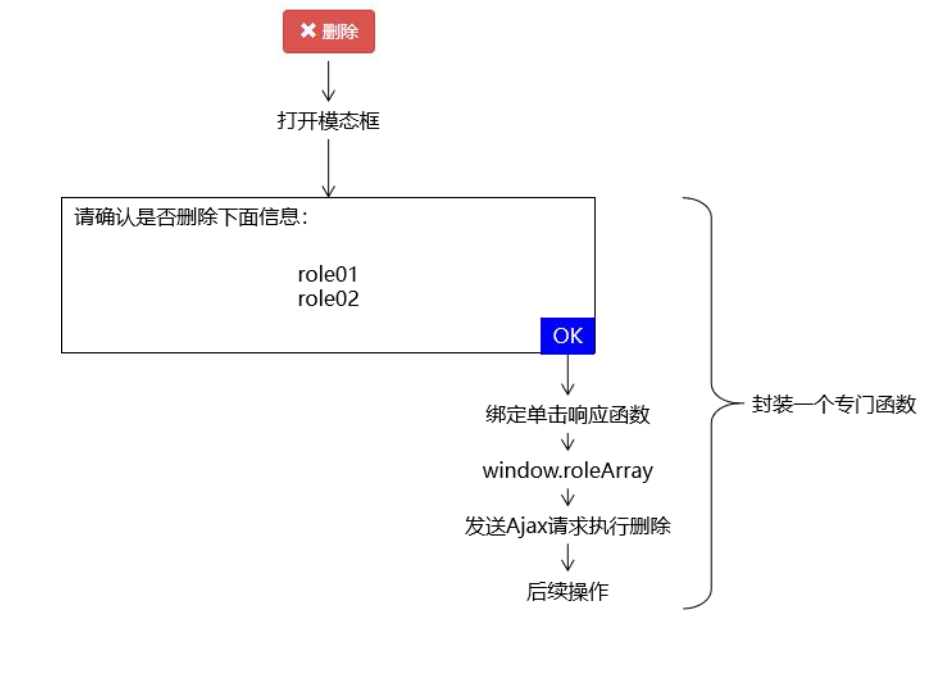 ✖ 删除
打开模态框
请确认是否删除下面信息：
role01
role02
OK
绑定单击响应函数
window.roleArray
发送Ajax请求执行删除
后续操作
封装一个专门函数